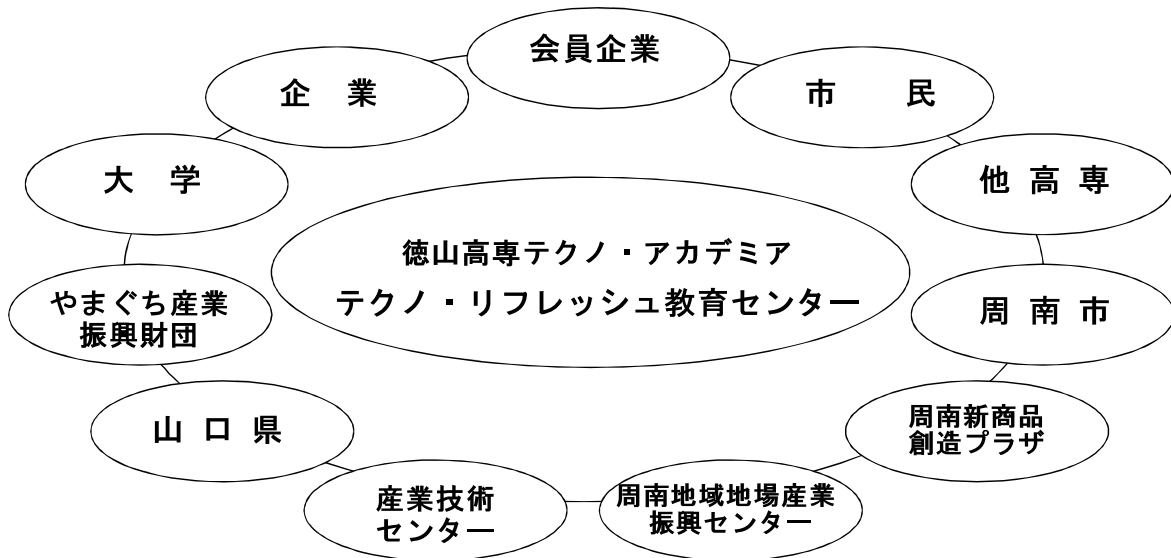 会員企業
企　業
市　　民
大　学
他 高 専
徳山高専テクノ・アカデミア
テクノ・リフレッシュ教育センター
やまぐち産業
振興財団
周 南 市
山 口 県
周南新商品
創造プラザ
産業技術
センター
周南地域地場産業
振興センター